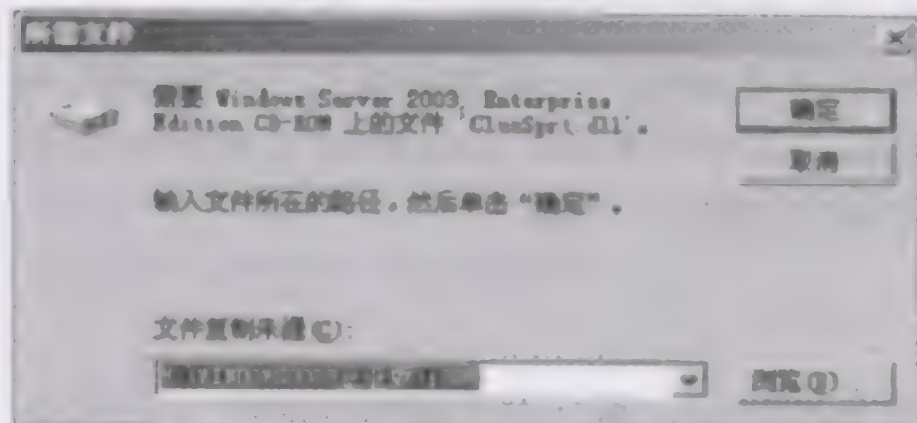 所需文件
需要 Windows Server 2003, Enterprise
Edition CD-ROM 上的文件
确定
取消
输入文件所在的路径，然后单击“确定”。
文件复制来源(C):
浏览(B)